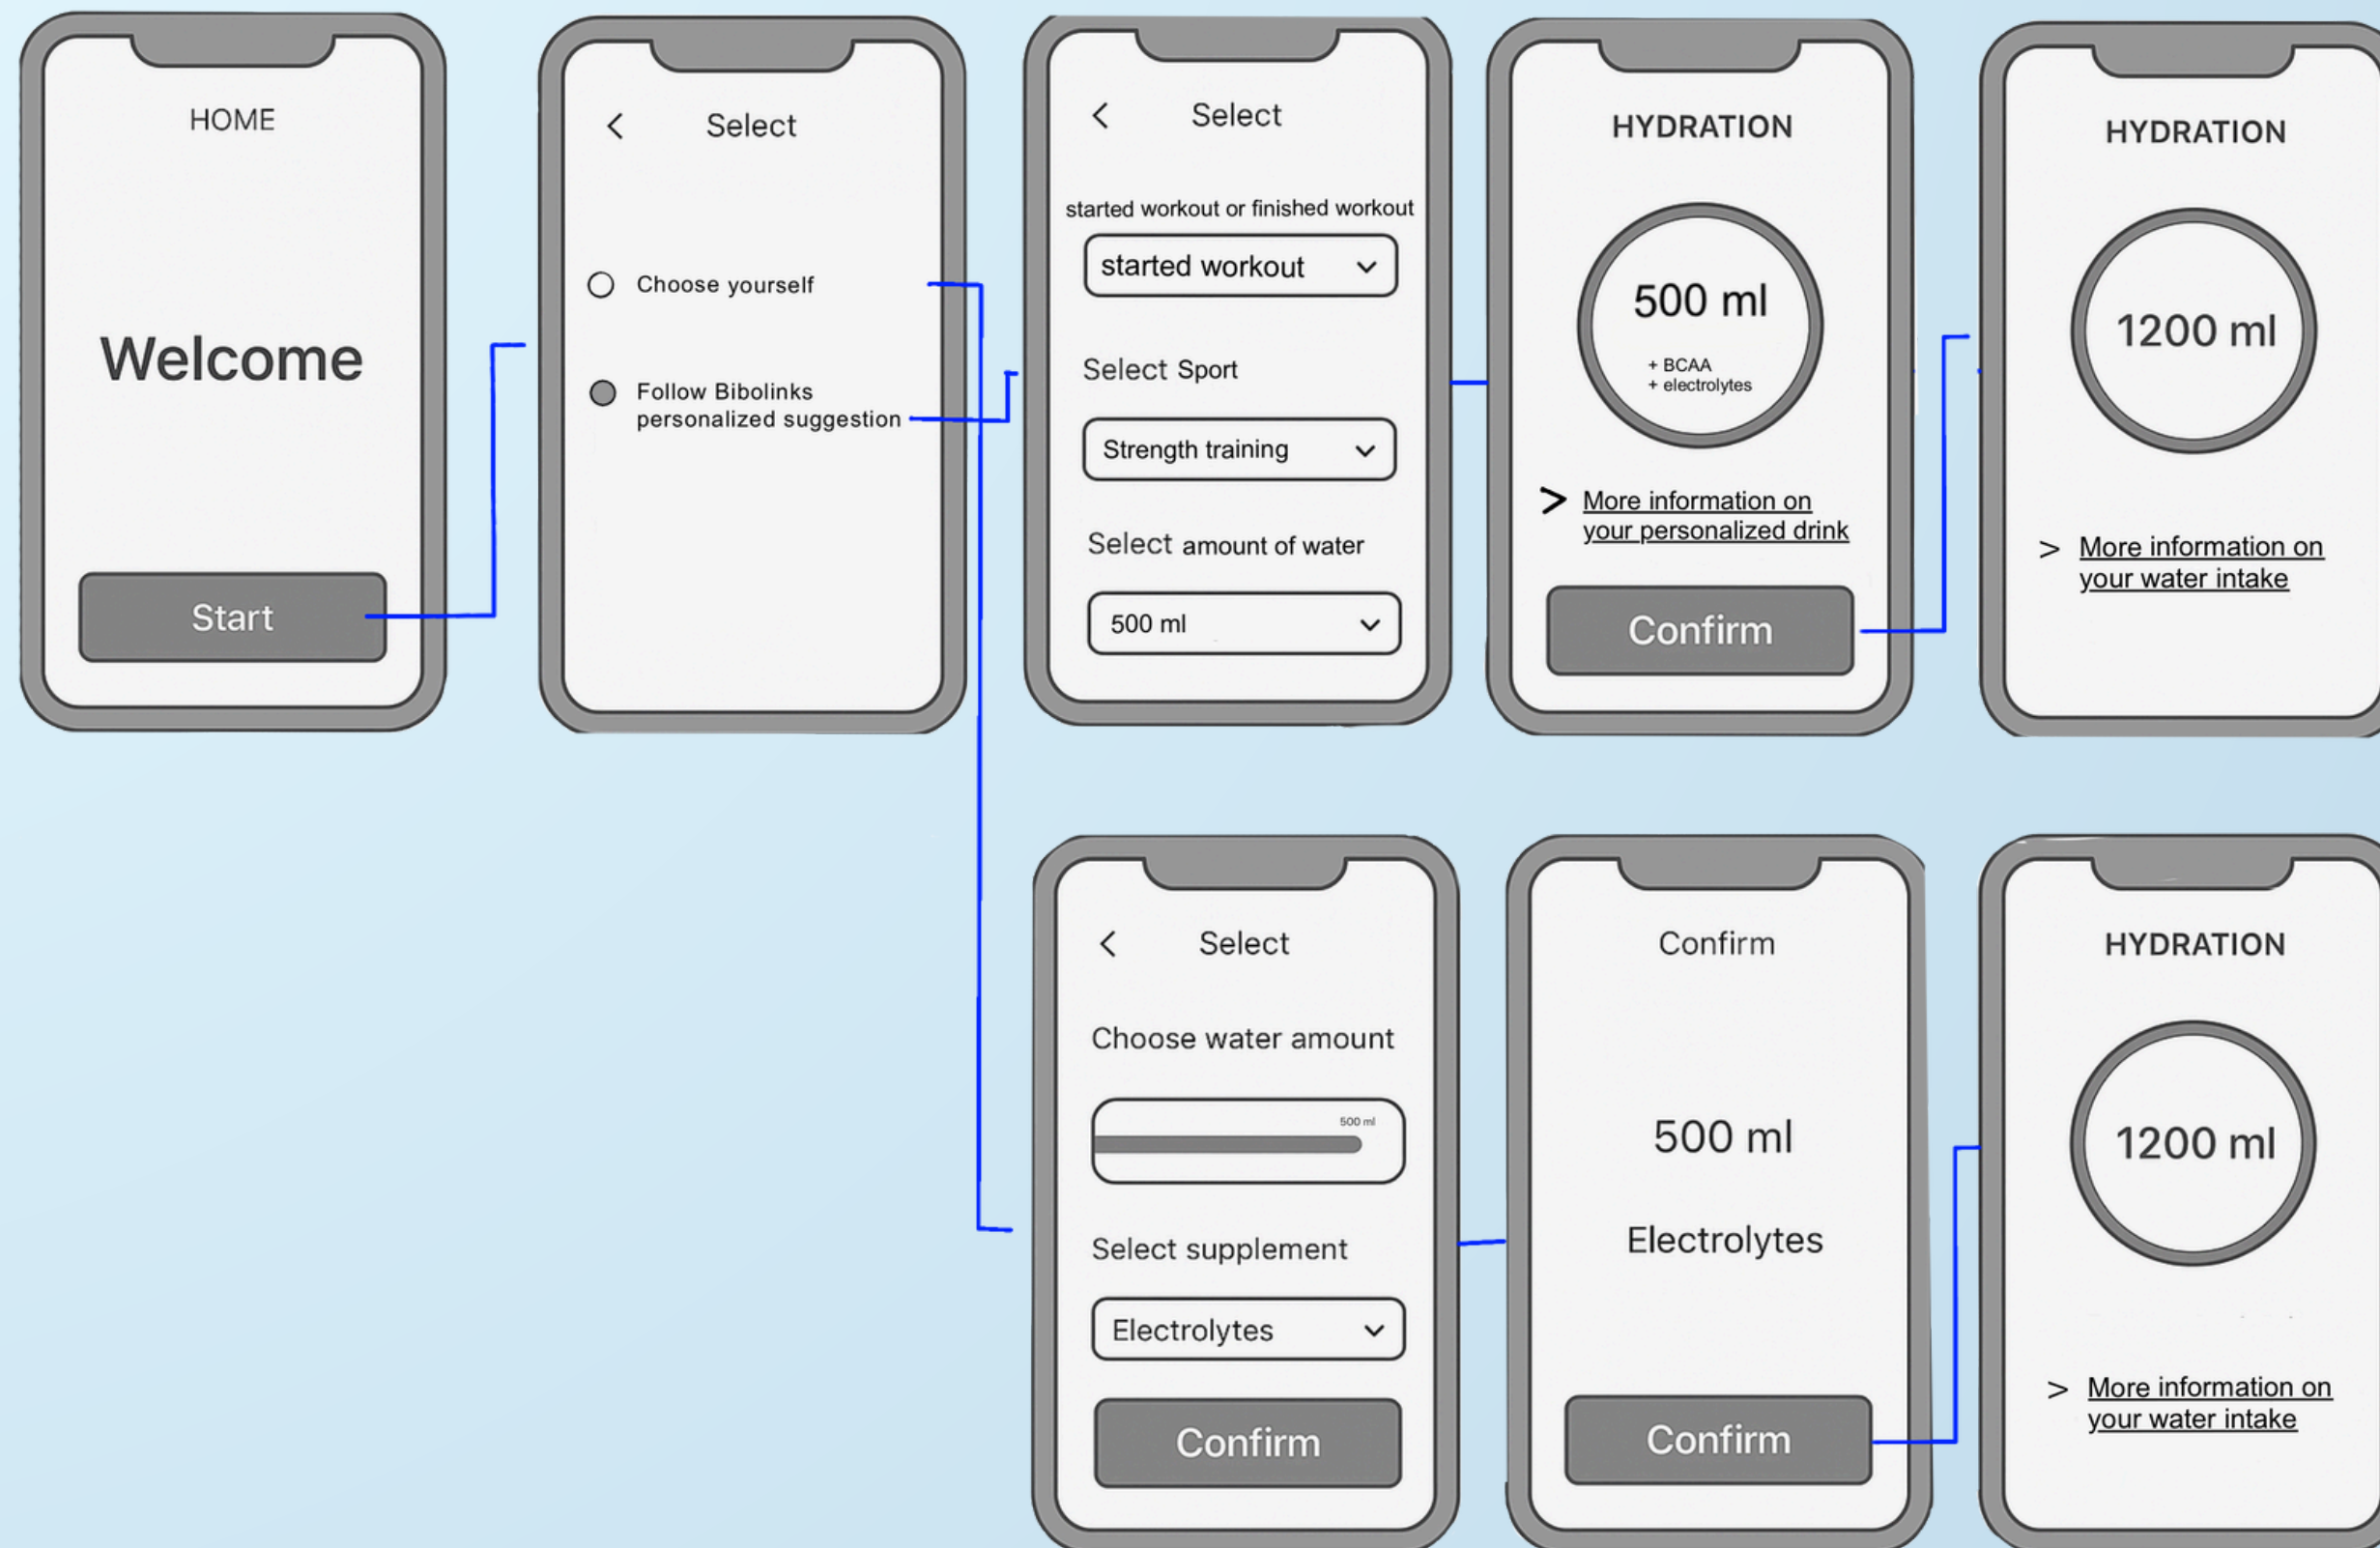 HOME
Welcome
Start
Select
Choose yourself
Follow Bibolinks
personalized suggestion
Select
started workout or finished workout
started workout
Select Sport
Strength training
Select amount of water
500 ml
HYDRATION
500 ml
+ BCAA
+ electrolytes
> More information on
your personalized drink
Confirm
HYDRATION
1200 ml
> More information on
your water intake
Select
Choose water amount
500 ml
Select supplement
Electrolytes
Confirm
Confirm
500 ml
Electrolytes
Confirm
HYDRATION
1200 ml
> More information on
your water intake